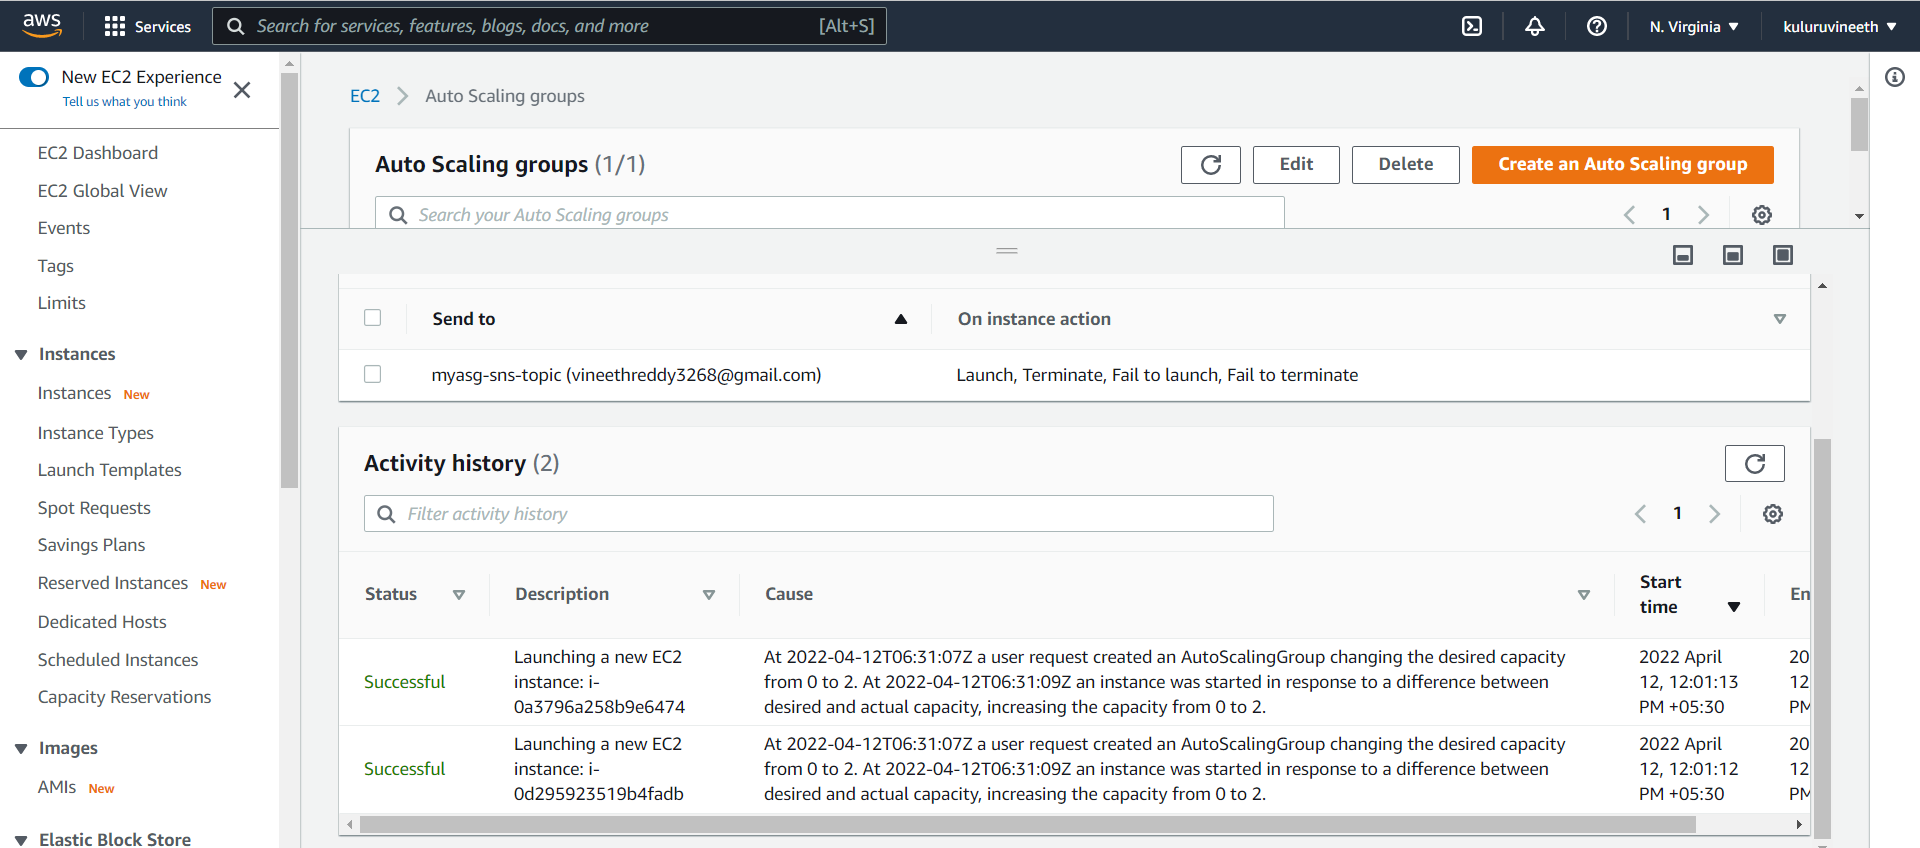 aws Services Search for services, features, blogs, docs, and more [Alt+S] N. Virginia kuluruvineeth
New EC2 Experience
Tell us what you think
EC2 Dashboard
EC2 Global View
Events
Tags
Limits
Instances
Instances New
Instance Types
Launch Templates
Spot Requests
Savings Plans
Reserved Instances New
Dedicated Hosts
Scheduled Instances
Capacity Reservations
Images
AMIs New
Elastic Block Store
EC2 Auto Scaling groups
Auto Scaling groups (1/1) Edit Delete Create an Auto Scaling group
Search your Auto Scaling groups 1
Send to On instance action
myasg-sns-topic (vineethreddy3268@gmail.com) Launch, Terminate, Fail to launch, Fail to terminate
Activity history (2)
Filter activity history 1
Status Description Cause Start time
Successful
Launching a new EC2
instance: i-
0a3796a258b9e6474
At 2022-04-12T06:31:07Z a user request created an AutoScalingGroup changing the desired capacity
from 0 to 2. At 2022-04-12T06:31:09Z an instance was started in response to a difference between
desired and actual capacity, increasing the capacity from 0 to 2.
2022 April
12, 12:01:13
PM +05:30
20
12
PM
Successful
Launching a new EC2
instance: i-
0d295923519b4fadb
At 2022-04-12T06:31:07Z a user request created an AutoScalingGroup changing the desired capacity
from 0 to 2. At 2022-04-12T06:31:09Z an instance was started in response to a difference between
desired and actual capacity, increasing the capacity from 0 to 2.
2022 April
12, 12:01:12
PM +05:30
20
12
PM